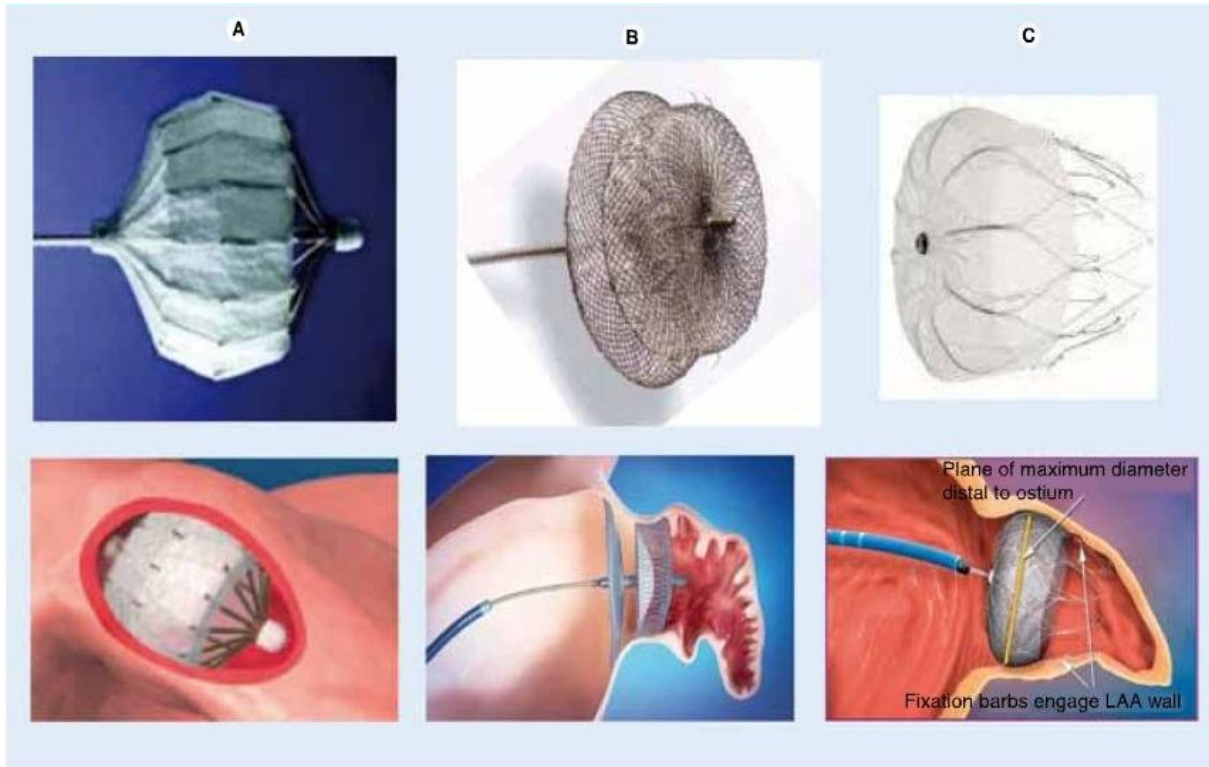 A
B
C
Plane of maximum diameter
distal to ostium
Fixation barbs engage LAA wall